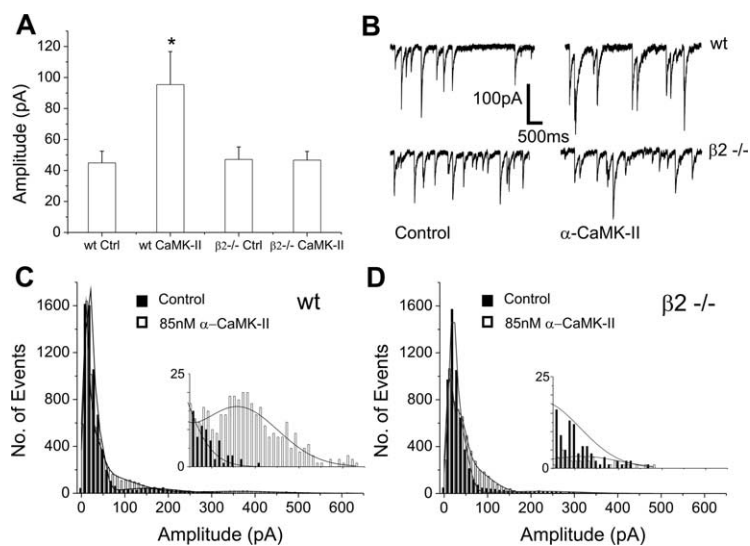 A
Amplitude (pA)
120
100
80
60
40
20
0
*
wt Ctrl
wt CaMK-II
β2-/- Ctrl
β2-/- CaMK-II
B
wt
100pA
500ms
β2 -/-
Control
α-CaMK-II
C
No. of Events
1600
1200
800
400
0
Control
85nM α-CaMK-II
wt
25
0
0 100 200 300 400 500 600
Amplitude (pA)
D
No. of Events
1600
1200
800
400
0
Control
85nM α-CaMK-II
β2 -/-
25
0
0 100 200 300 400 500 600
Amplitude (pA)